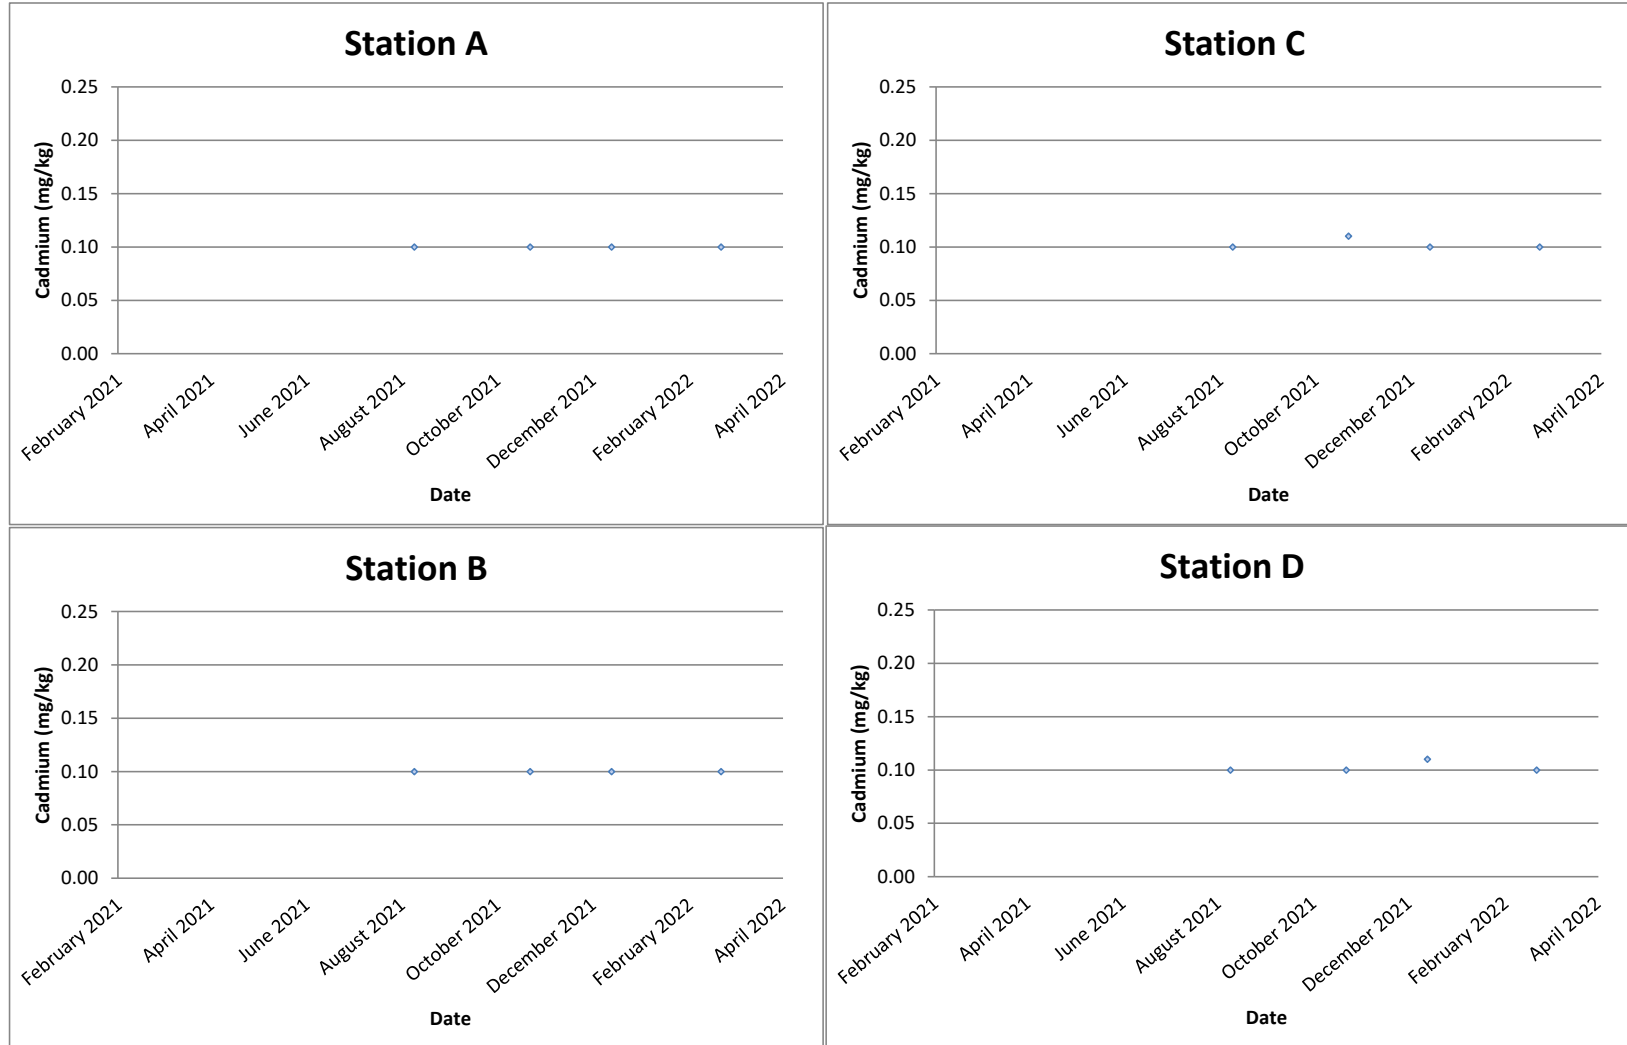 Station A
Cadmium (mg/kg)
0.25
0.20
0.15
0.10
0.05
0.00
February 2021
April 2021
June 2021
August 2021
October 2021
December 2021
February 2022
April 2022
Date
Station C
Cadmium (mg/kg)
0.25
0.20
0.15
0.10
0.05
0.00
February 2021
April 2021
June 2021
August 2021
October 2021
December 2021
February 2022
April 2022
Date
Station B
Cadmium (mg/kg)
0.25
0.20
0.15
0.10
0.05
0.00
February 2021
April 2021
June 2021
August 2021
October 2021
December 2021
February 2022
April 2022
Date
Station D
Cadmium (mg/kg)
0.25
0.20
0.15
0.10
0.05
0.00
February 2021
April 2021
June 2021
August 2021
October 2021
December 2021
February 2022
April 2022
Date